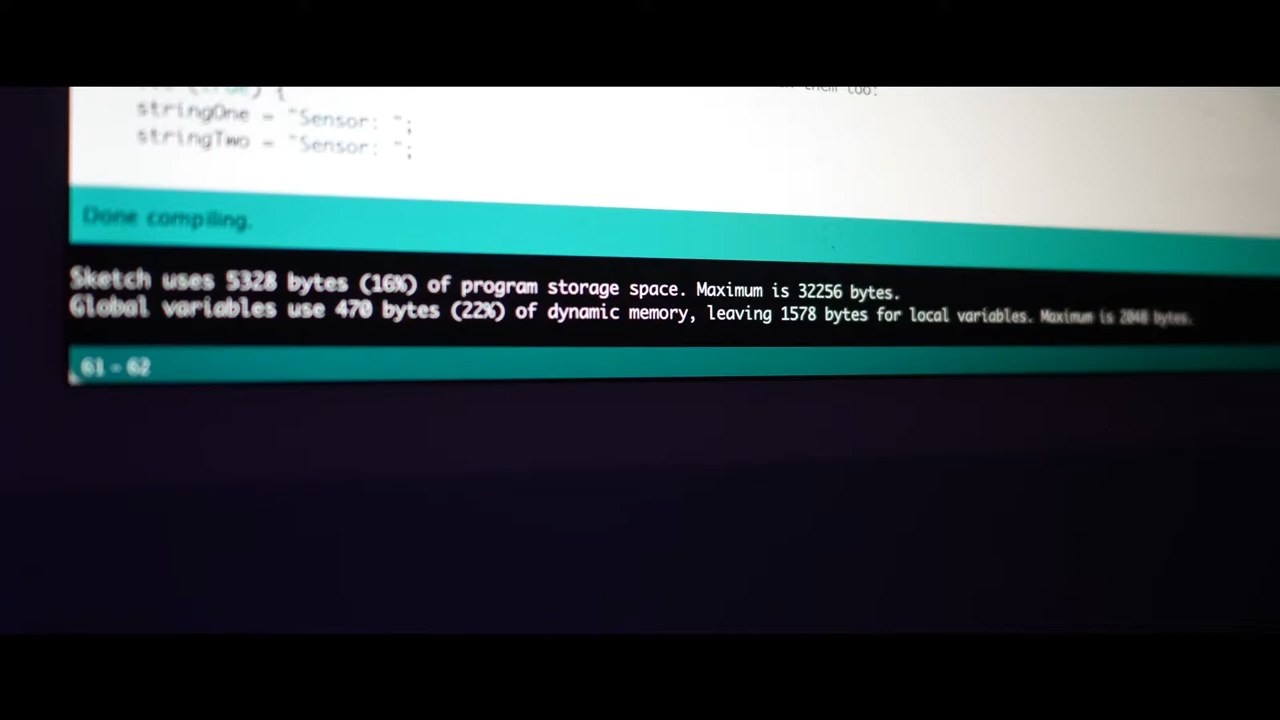 them too:
stringOne = "Sensor: ";
stringTwo = "Sensor: ";
Done compiling.
Sketch uses 5328 bytes (16%) of program storage space. Maximum is 32256 bytes.
Global variables use 470 bytes (22%) of dynamic memory, leaving 1578 bytes for local variables. Maximum is 2048 bytes.
61 - 62